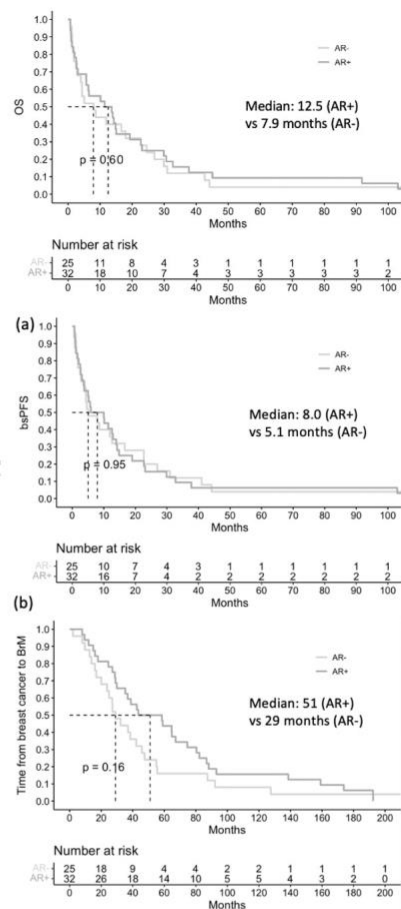 1.0
0.9
0.8
0.7
0.6
0.5
0.4
0.3
0.2
0.1
0.0
OS
AR-
AR+
Median: 12.5 (AR+)
vs 7.9 months (AR-)
p = 0.60
0 10 20 30 40 50 60 70 80 90 100
Months
Number at risk
AR- 25 11 8 4 3 1 1 1 1 1 1
AR+ 32 18 10 7 4 3 3 3 3 3 2
0 10 20 30 40 50 60 70 80 90 100
Months
(a)
1.0
0.9
0.8
0.7
0.6
0.5
0.4
0.3
0.2
0.1
0.0
bsPFS
AR-
AR+
Median: 8.0 (AR+)
vs 5.1 months (AR-)
p = 0.95
0 10 20 30 40 50 60 70 80 90 100
Months
Number at risk
AR- 25 10 7 4 3 1 1 1 1 1 1
AR+ 32 16 7 4 2 2 2 2 2 2 2
0 10 20 30 40 50 60 70 80 90 100
Months
(b)
1.0
0.9
0.8
0.7
0.6
0.5
0.4
0.3
0.2
0.1
0.0
Time from breast cancer to BrM
AR-
AR+
Median: 51 (AR+)
vs 29 months (AR-)
p = 0.16
0 20 40 60 80 100 120 140 160 180 200
Months
Number at risk
AR- 25 18 9 4 4 2 2 1 1 1 1
AR+ 32 26 18 14 10 5 5 4 3 2 0
0 20 40 60 80 100 120 140 160 180 200
Months